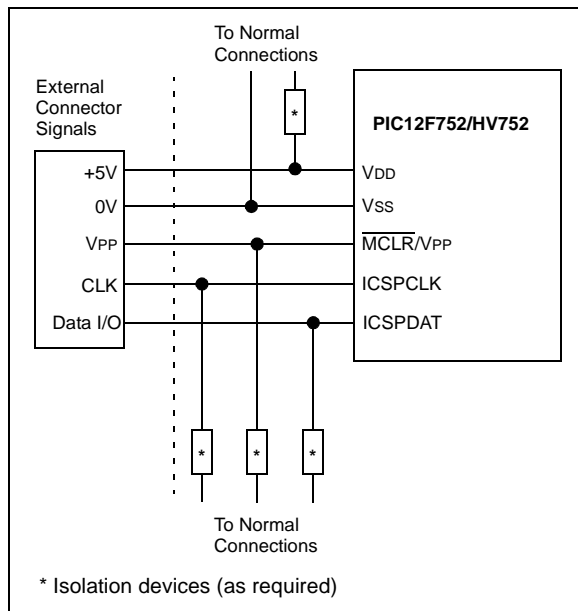 To Normal
Connections
External
Connector
Signals
*
PIC12F752/HV752
+5V
VDD
0V
VSS
VPP
MCLR/VPP
CLK
ICSPCLK
Data I/O
ICSPDAT
* * *
To Normal
Connections
* Isolation devices (as required)